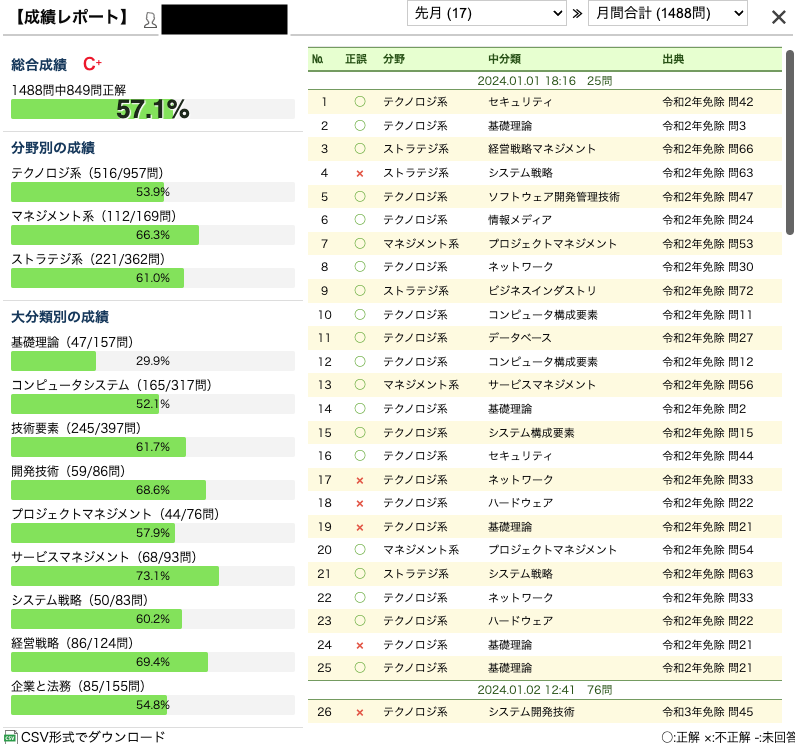 【成績レポート】
先月 (17) ≫ 月間合計 (1488問) ×
総合成績 C+
1488問中849問正解
57.1%
分野別の成績
テクノロジ系（516/957問）
53.9%
マネジメント系（112/169問）
66.3%
ストラテジ系（221/362問）
61.0%
大分類別の成績
基礎理論（47/157問）
29.9%
コンピュータシステム（165/317問）
52.1%
技術要素（245/397問）
61.7%
開発技術（59/86問）
68.6%
プロジェクトマネジメント（44/76問）
57.9%
サービスマネジメント（68/93問）
73.1%
システム戦略（50/83問）
60.2%
経営戦略（86/124問）
69.4%
企業と法務（85/155問）
54.8%
CSV形式でダウンロード
№ 正誤 分野 中分類 出典
2024.01.01 18:16 25問
1 ○ テクノロジ系 セキュリティ 令和2年免除 問42
2 ○ テクノロジ系 基礎理論 令和2年免除 問3
3 ○ ストラテジ系 経営戦略マネジメント 令和2年免除 問66
4 × ストラテジ系 システム戦略 令和2年免除 問63
5 ○ テクノロジ系 ソフトウェア開発管理技術 令和2年免除 問47
6 ○ テクノロジ系 情報メディア 令和2年免除 問24
7 ○ マネジメント系 プロジェクトマネジメント 令和2年免除 問53
8 ○ テクノロジ系 ネットワーク 令和2年免除 問30
9 ○ ストラテジ系 ビジネスインダストリ 令和2年免除 問72
10 ○ テクノロジ系 コンピュータ構成要素 令和2年免除 問11
11 ○ テクノロジ系 データベース 令和2年免除 問27
12 ○ テクノロジ系 コンピュータ構成要素 令和2年免除 問12
13 ○ マネジメント系 サービスマネジメント 令和2年免除 問56
14 ○ テクノロジ系 基礎理論 令和2年免除 問2
15 ○ テクノロジ系 システム構成要素 令和2年免除 問15
16 ○ テクノロジ系 セキュリティ 令和2年免除 問44
17 × テクノロジ系 ネットワーク 令和2年免除 問33
18 × テクノロジ系 ハードウェア 令和2年免除 問22
19 × テクノロジ系 基礎理論 令和2年免除 問21
20 ○ マネジメント系 プロジェクトマネジメント 令和2年免除 問54
21 ○ ストラテジ系 システム戦略 令和2年免除 問63
22 ○ テクノロジ系 ネットワーク 令和2年免除 問33
23 ○ テクノロジ系 ハードウェア 令和2年免除 問22
24 × テクノロジ系 基礎理論 令和2年免除 問21
25 ○ テクノロジ系 基礎理論 令和2年免除 問21
2024.01.02 12:41 76問
26 × テクノロジ系 システム開発技術 令和3年免除 問45
○:正解 ×:不正解 -:未回答